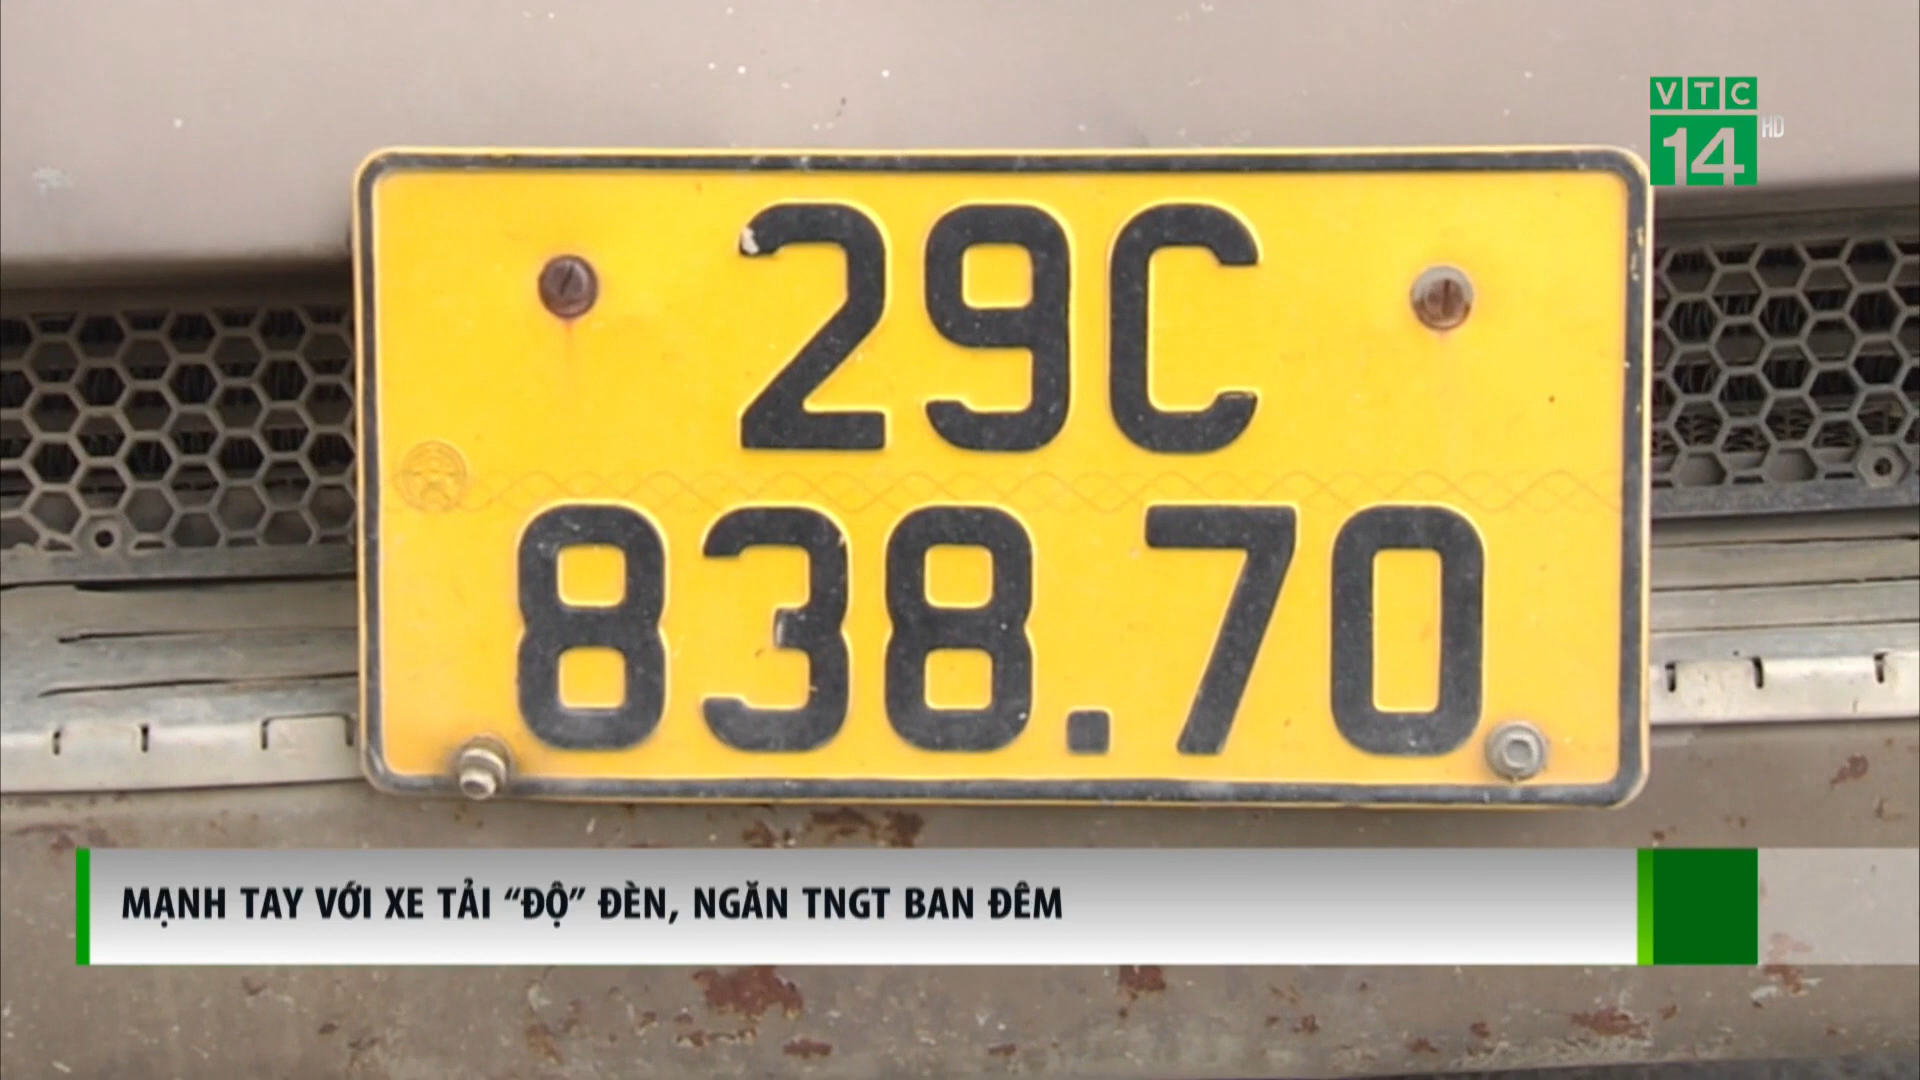 VTC
14 HD
29C
838.70
MẠNH TAY VỚI XE TẢI “ĐỘ” ĐÈN, NGĂN TNGT BAN ĐÊM